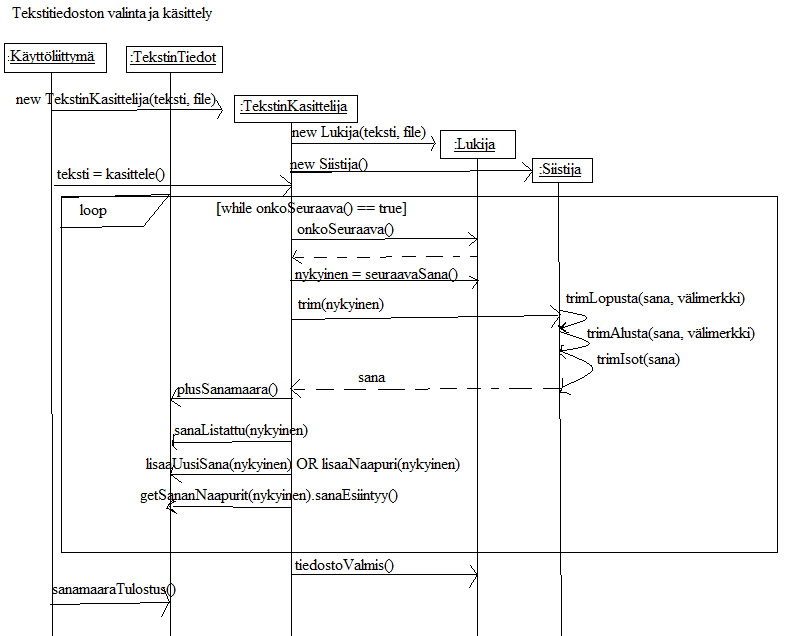 Tekstitiedoston valinta ja käsittely
:Käyttöliittymä
:TekstinTiedot
new TekstinKasittelija(teksti, file)
:TekstinKasittelija
new Lukija(teksti, file)
:Lukija
new Siistija()
:Siistija
teksti = kasittele()
loop
[while onkoSeuraava() == true]
onkoSeuraava()
nykyinen = seuraavaSana()
trim(nykyinen)
trimLopusta(sana, välimerkki)
trimAlusta(sana, välimerkki)
trimIsot(sana)
sana
plusSanamaara()
sanaListattu(nykyinen)
lisaaUusiSana(nykyinen) OR lisaaNaapuri(nykyinen)
getSananNaapurit(nykyinen).sanaEsiintyy()
tiedostoValmis()
sanamaaraTulostus()